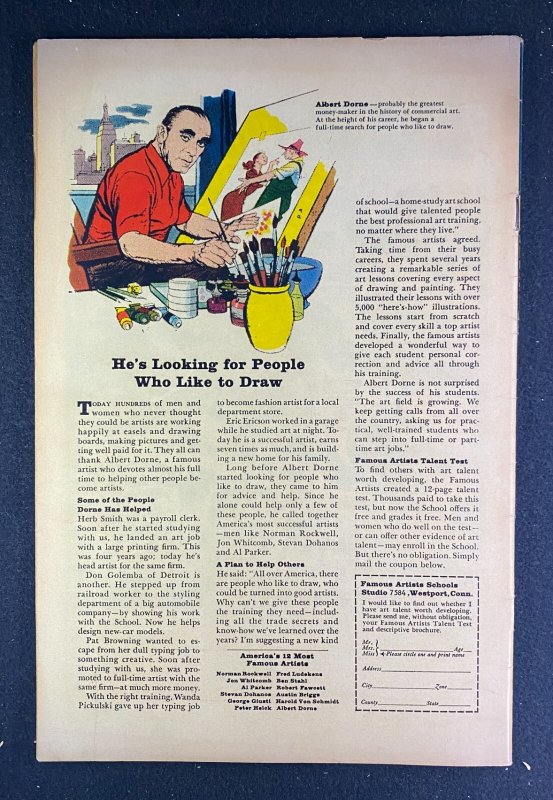 Albert Dorne—probably the greatest
money-maker in the history of commercial art.
At the height of his career, he began a
full-time search for people who like to draw.
He's Looking for People
Who Like to Draw
TODAY HUNDREDS of men and
women who never thought
they could be artists are working
happily at easels and drawing
boards, making pictures and get-
ting well paid for it. They all can
thank Albert Dorne, a famous
artist who devotes almost his full
time to helping other people be-
come artists.
Some of the People
Dorne Has Helped
Herb Smith was a payroll clerk.
Soon after he started studying
with us, he landed an art job
with a large printing firm. This
was four years ago: today he's
head artist for the same firm.
Don Golemba of Detroit is
another. He stepped up from
railroad worker to the styling
department of a big automobile
company—by showing his work
with the School. Now he helps
design new-car models.
Pat Browning wanted to es-
cape from her dull typing job to
something creative. Soon after
studying with us, she was pro-
moted to full-time artist with the
same firm—at much more money.
With the right training, Wanda
Pickulski gave up her typing job
to become fashion artist for a local
department store.
Eric Ericson worked in a garage
while he studied art at night. To-
day he is a successful artist, earns
seven times as much, and is build-
ing a new home for his family.
Long before Albert Dorne
started looking for people who
like to draw, they came to him
for advice and help. Since he
alone could help only a few of
these people, he called together
America's most successful artists
—men like Norman Rockwell,
Jon Whitcomb, Stevan Dohanos
and Al Parker.
A Plan to Help Others
He said: "All over America, there
are people who like to draw, who
could be turned into good artists.
Why can't we give these people
the training they need—includ-
ing all the trade secrets and
know-how we've learned over the
years? I'm suggesting a new kind
America's 12 Most
Famous Artists
Norman Rockwell Fred Ludekens
Jon Whitcomb Ben Stahl
Al Parker Robert Fawcett
Stevan Dohanos Austin Briggs
George Giusti Harold Von Schmidt
Peter Helck Albert Dorne
of school—a home-study art school
that would give talented people
the best professional art training,
no matter where they live."
The famous artists agreed.
Taking time from their busy
careers, they spent several years
creating a remarkable series of
art lessons covering every aspect
of drawing and painting. They
illustrated their lessons with over
5,000 "here's-how" illustrations.
The lessons start from scratch
and cover every skill a top artist
needs. Finally, the famous artists
developed a wonderful way to
give each student personal cor-
rection and advice all through
his training.
Albert Dorne is not surprised
by the success of his students.
"The art field is growing. We
keep getting calls from all over
the country, asking us for prac-
tical, well-trained students who
can step into full-time or part-
time art jobs."
Famous Artists Talent Test
To find others with art talent
worth developing, the Famous
Artists created a 12-page talent
test. Thousands paid to take this
test, but now the School offers it
free and grades it free. Men and
women who do well on the test—
or can offer other evidence of art
talent—may enroll in the School.
But there's no obligation. Simply
mail the coupon below.
Famous Artists Schools
Studio 7584, Westport, Conn.
I would like to find out whether I
have art talent worth developing.
Please send me, without obligation,
your Famous Artists Talent Test
and descriptive brochure.
Mr.
Mrs. Age
Miss Please circle one and print name
Address
City Zone
County State